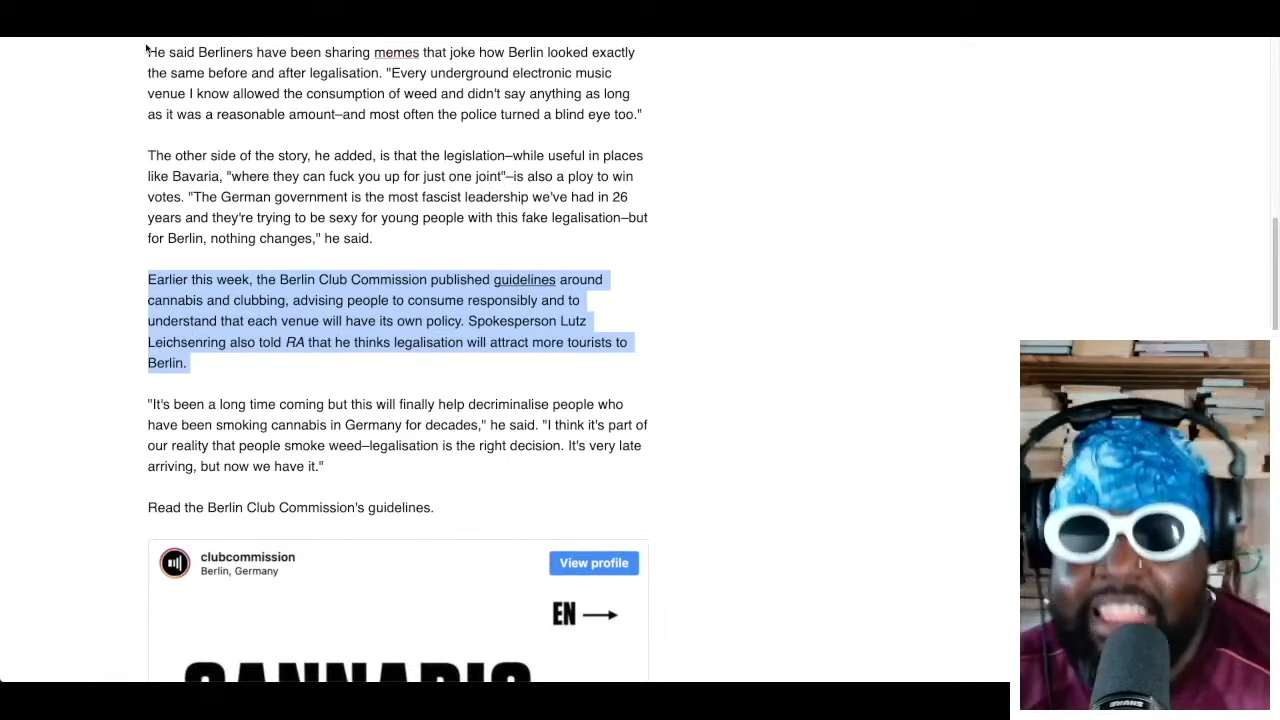 He said Berliners have been sharing memes that joke how Berlin looked exactly
the same before and after legalisation. "Every underground electronic music
venue I know allowed the consumption of weed and didn't say anything as long
as it was a reasonable amount–and most often the police turned a blind eye too."
The other side of the story, he added, is that the legislation–while useful in places
like Bavaria, "where they can fuck you up for just one joint"–is also a ploy to win
votes. "The German government is the most fascist leadership we've had in 26
years and they're trying to be sexy for young people with this fake legalisation–but
for Berlin, nothing changes," he said.
Earlier this week, the Berlin Club Commission published guidelines around
cannabis and clubbing, advising people to consume responsibly and to
understand that each venue will have its own policy. Spokesperson Lutz
Leichsenring also told RA that he thinks legalisation will attract more tourists to
Berlin.
"It's been a long time coming but this will finally help decriminalise people who
have been smoking cannabis in Germany for decades," he said. "I think it's part of
our reality that people smoke weed–legalisation is the right decision. It's very late
arriving, but now we have it."
Read the Berlin Club Commission's guidelines.
clubcommission
Berlin, Germany
View profile
EN
CANNABIS
SHURE